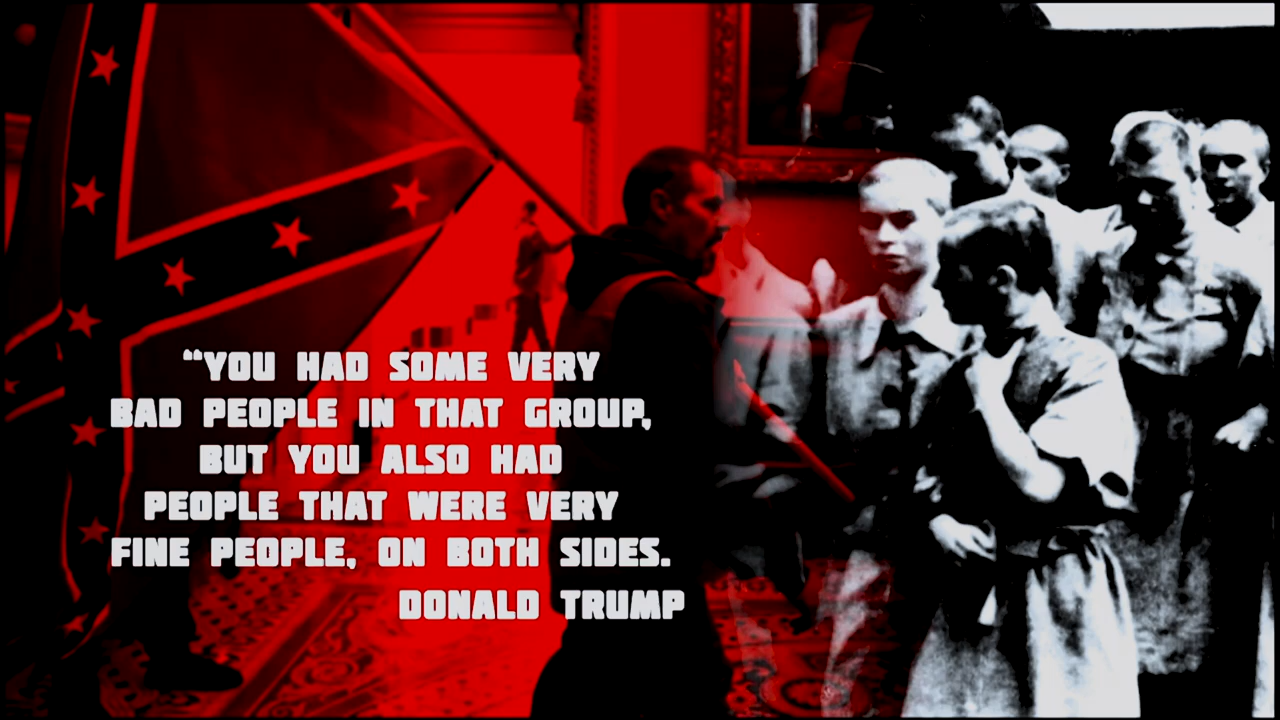 “YOU HAD SOME VERY
BAD PEOPLE IN THAT GROUP,
BUT YOU ALSO HAD
PEOPLE THAT WERE VERY
FINE PEOPLE, ON BOTH SIDES.
DONALD TRUMP